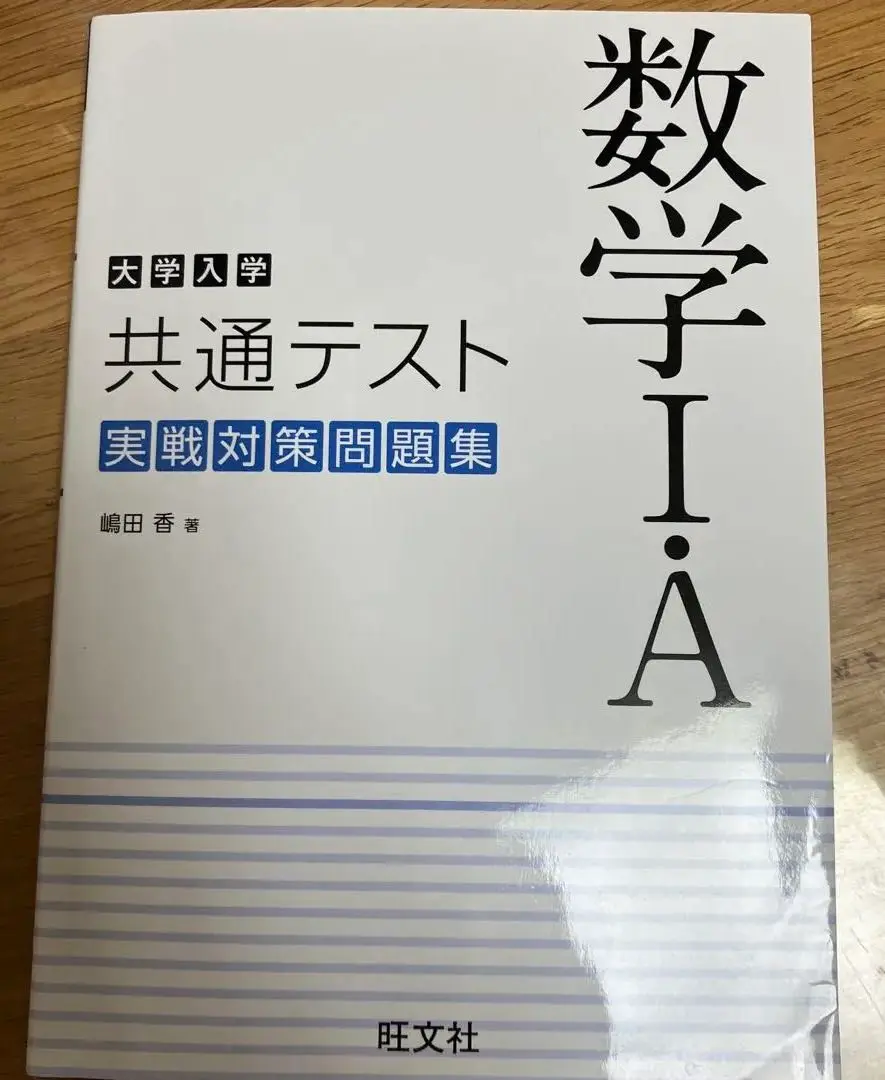 数学Ⅰ・A
大学入学
共通テスト
実戦対策問題集
嶋田 香 著
旺文社